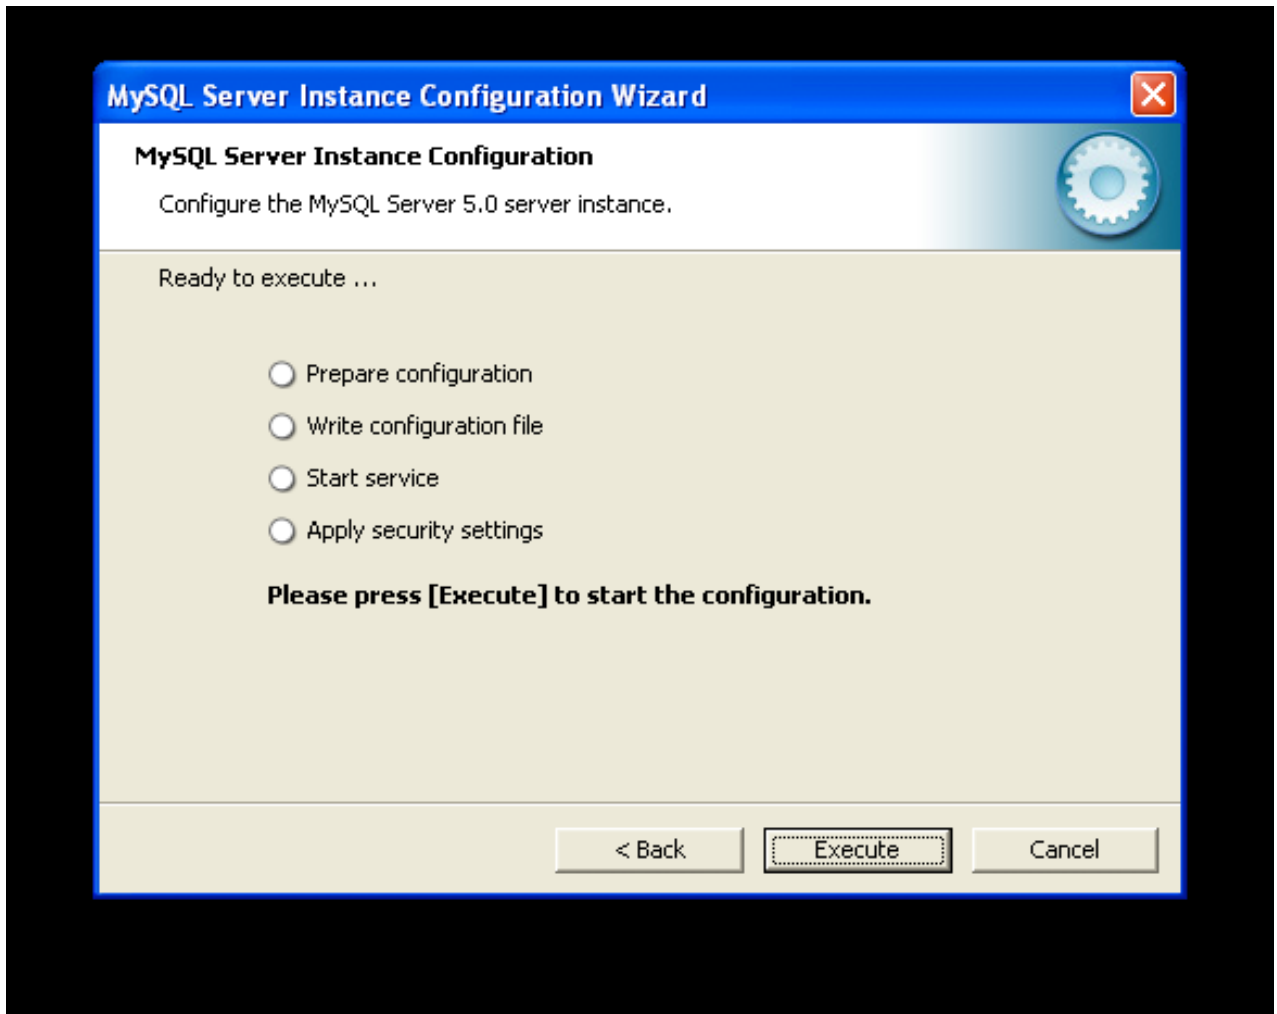 MySQL Server Instance Configuration Wizard
MySQL Server Instance Configuration
Configure the MySQL Server 5.0 server instance.
Ready to execute ...
Prepare configuration
Write configuration file
Start service
Apply security settings
Please press [Execute] to start the configuration.
< Back Execute Cancel